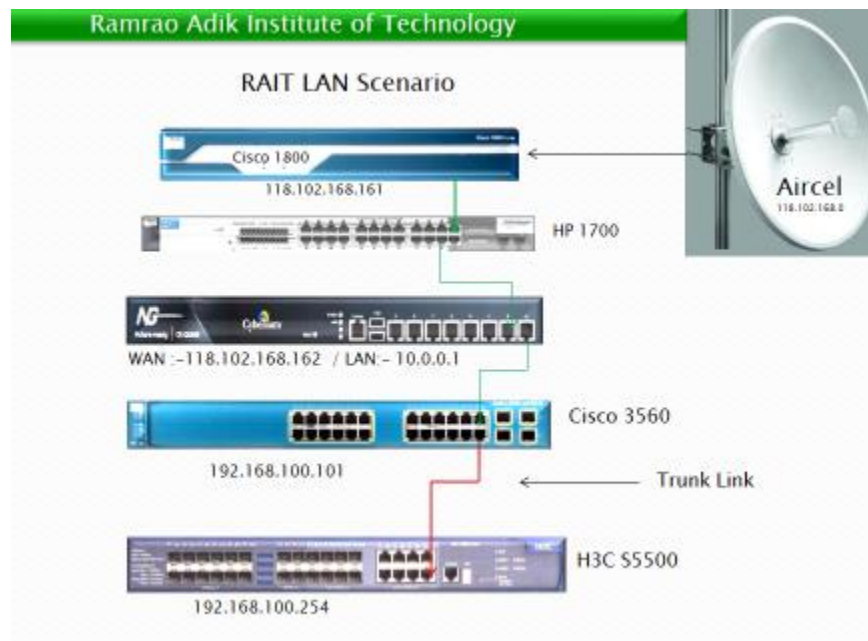 Ramrao Adik Institute of Technology
RAIT LAN Scenario
Cisco 1800
118.102.168.161
Aircel
118.102.168.0
HP 1700
NG
Cyberoam
WAN :-118.102.168.162 / LAN:- 10.0.0.1
Cisco 3560
192.168.100.101
Trunk Link
H3C S5500
192.168.100.254